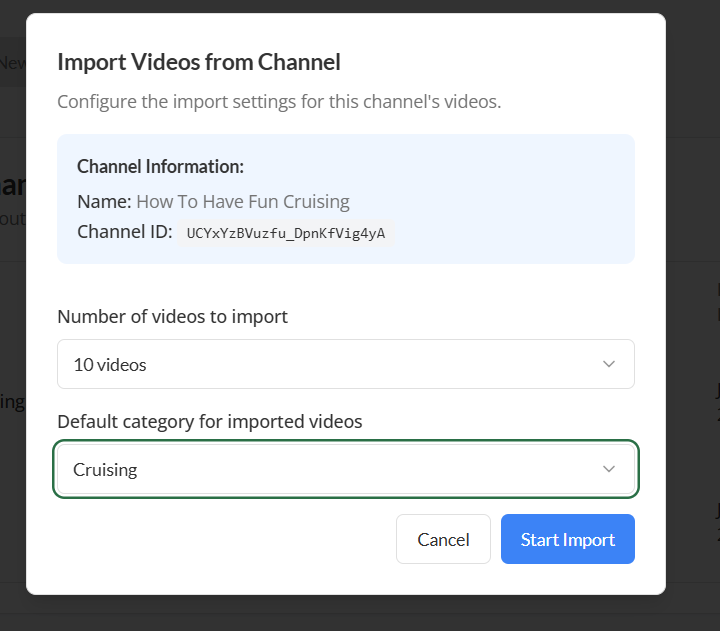 Import Videos from Channel
Configure the import settings for this channel's videos.
Channel Information:
Name: How To Have Fun Cruising
Channel ID: UCYxYzBVuzfu_DpnKfVig4yA
Number of videos to import
10 videos
Default category for imported videos
Cruising
Cancel
Start Import